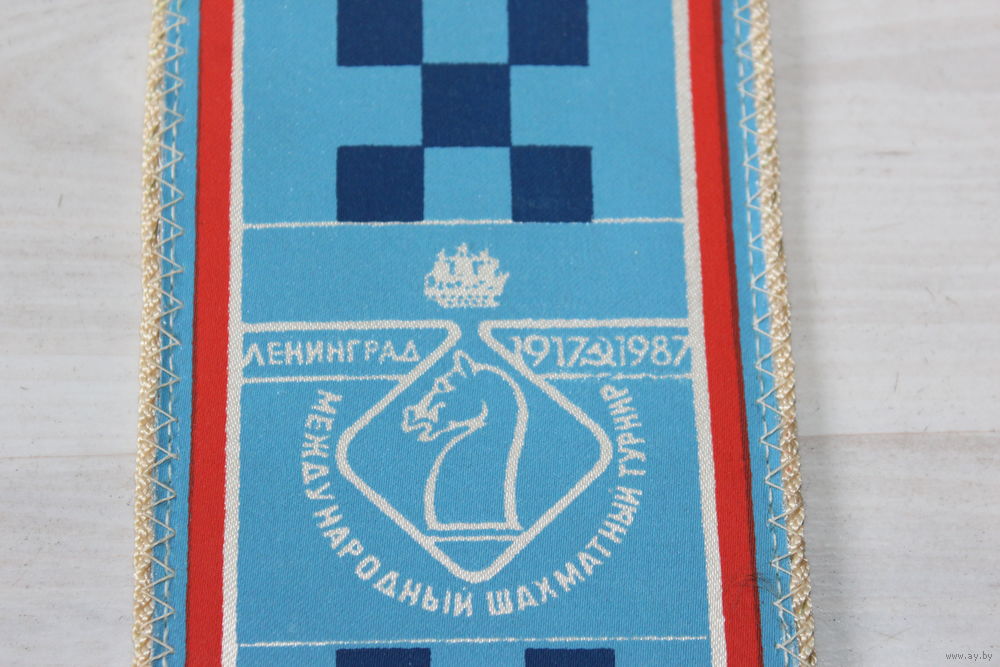 ЛЕНИНГРАД 1917 1987
МЕЖДУНАРОДНЫЙ ШАХМАТНЫЙ ТУРНИР
www.ay.by